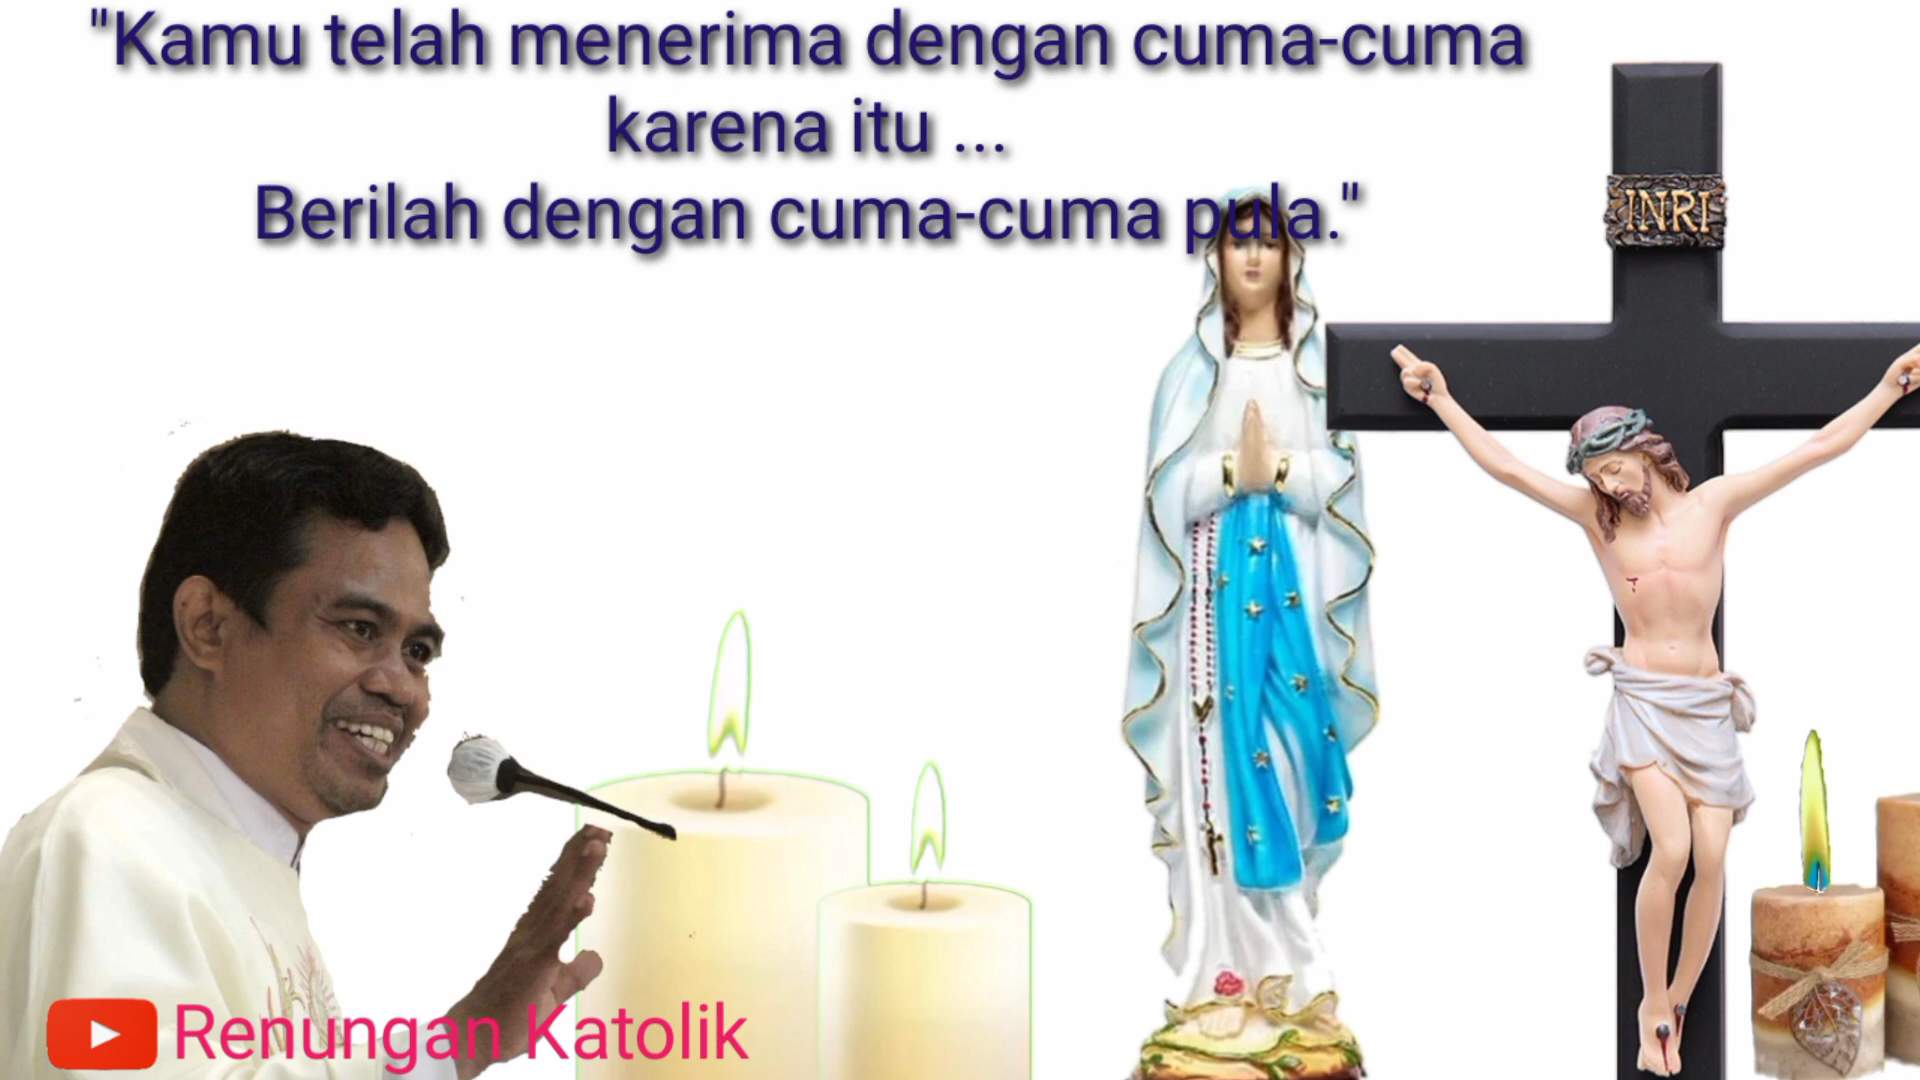 "Kamu telah menerima dengan cuma-cuma
karena itu ...
Berilah dengan cuma-cuma pula."
INRI
Renungan Katolik